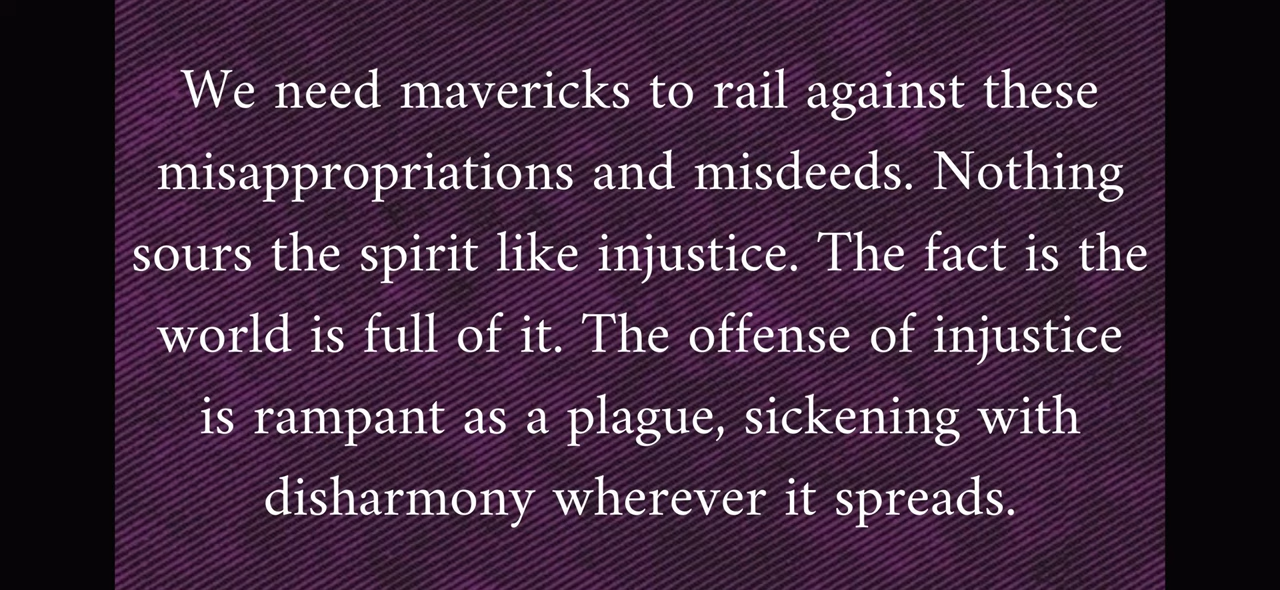 We need mavericks to rail against these
misappropriations and misdeeds. Nothing
sours the spirit like injustice. The fact is the
world is full of it. The offense of injustice
is rampant as a plague, sickening with
disharmony wherever it spreads.